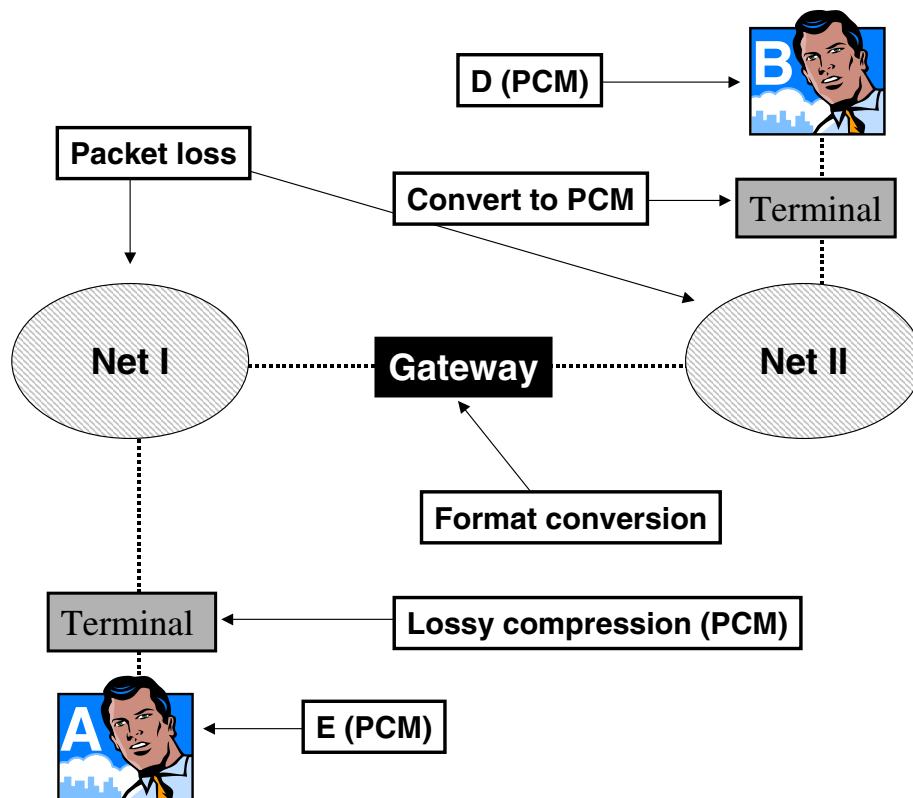 B
D (PCM)
Packet loss
Convert to PCM
Terminal
Net I
Gateway
Net II
Format conversion
Terminal
Lossy compression (PCM)
A
E (PCM)